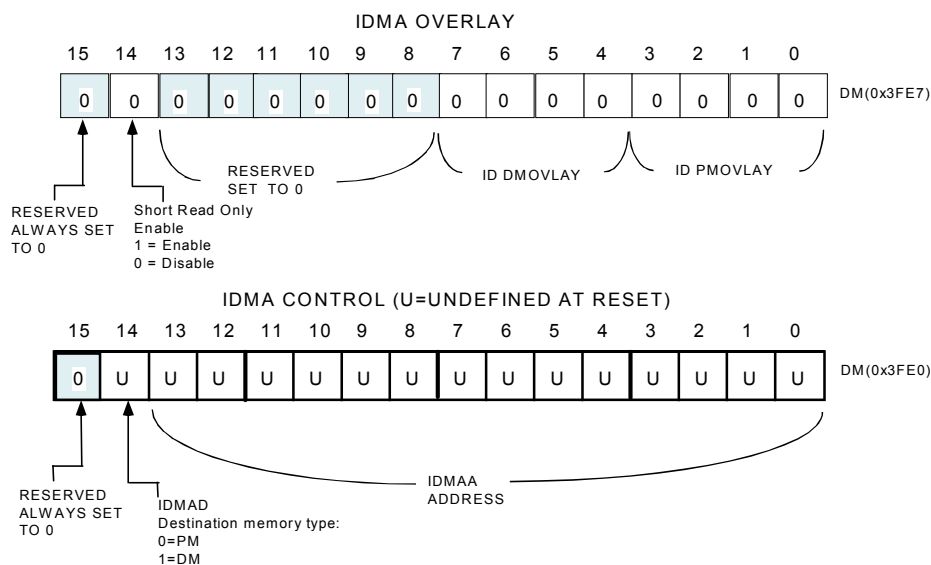 IDMA OVERLAY
15 14 13 12 11 10 9 8 7 6 5 4 3 2 1 0
0 0 0 0 0 0 0 0 0 0 0 0 0 0 0 0
DM(0x3FE7)
RESERVED
SET TO 0
ID DMOVLAY
ID PMOVLAY
RESERVED
ALWAYS SET
TO 0
Short Read Only
Enable
1 = Enable
0 = Disable
IDMA CONTROL (U=UNDEFINED AT RESET)
15 14 13 12 11 10 9 8 7 6 5 4 3 2 1 0
0 U U U U U U U U U U U U U U U
DM(0x3FE0)
IDMAA
ADDRESS
RESERVED
ALWAYS SET
TO 0
IDMAD
Destination memory type:
0=PM
1=DM